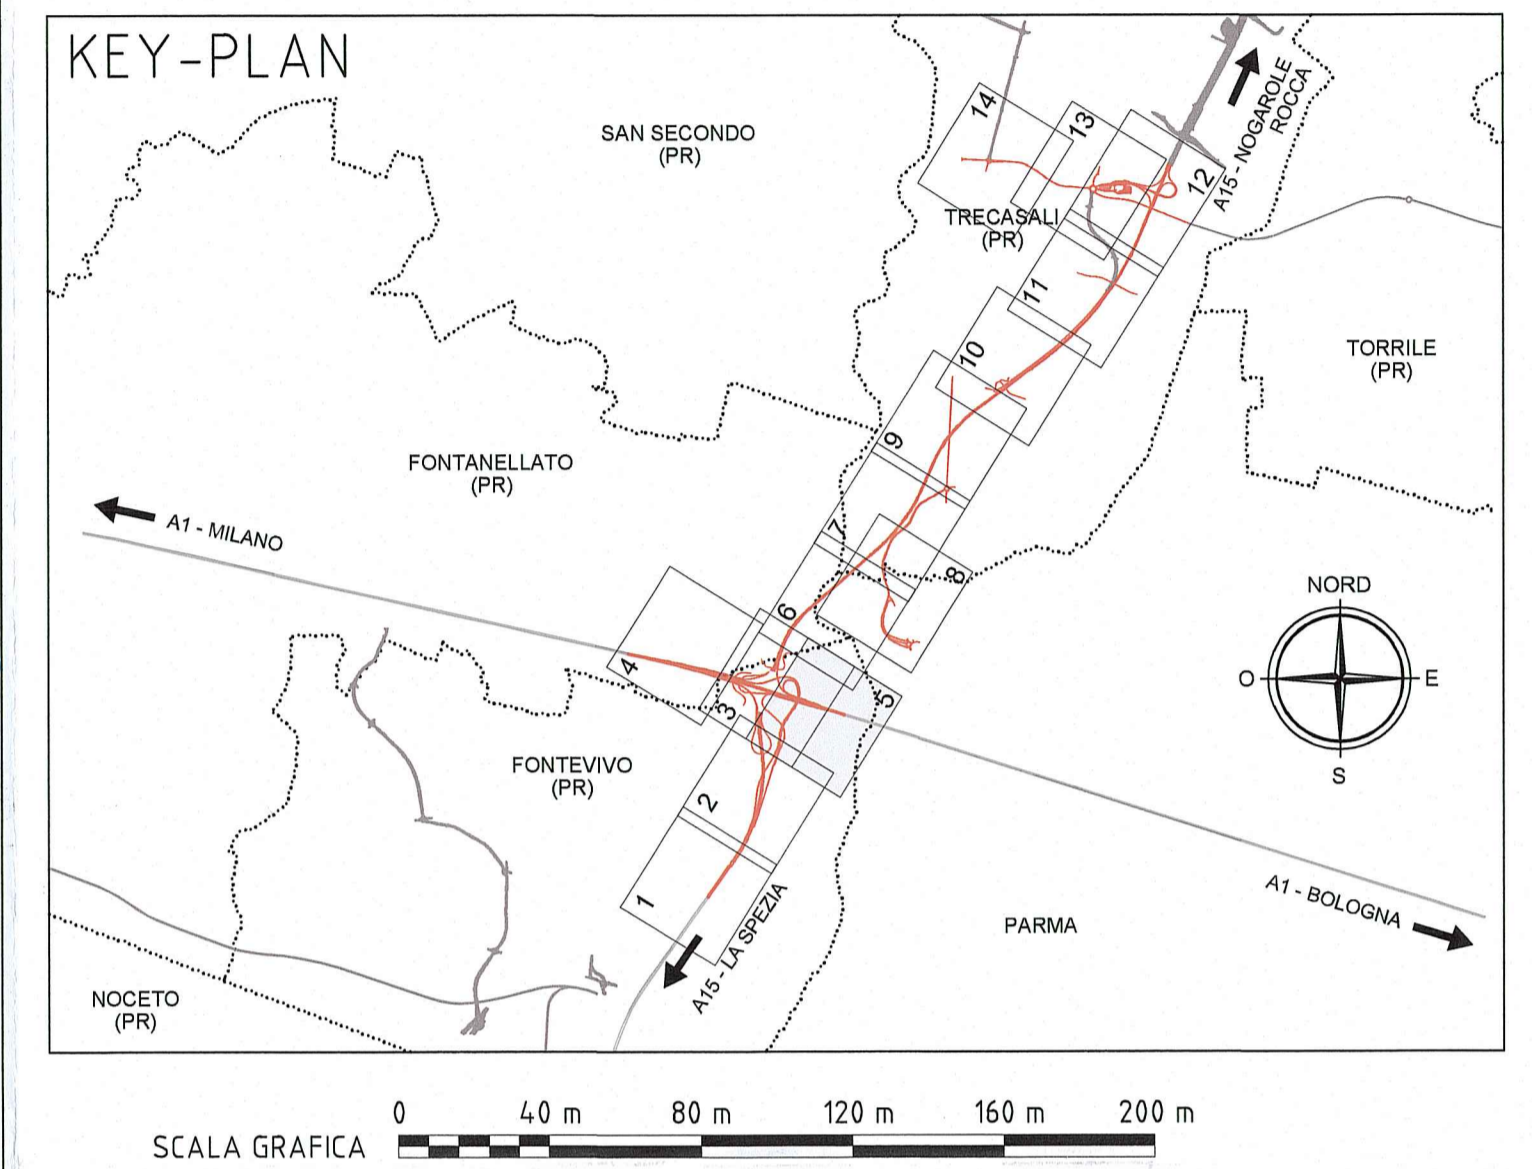 KEY-PLAN
SAN SECONDO
(PR)
A15 - NOGAROLE
ROCCA
14
13
12
TRECASALI
(PR)
11
TORRILE
(PR)
10
9
FONTANELLATO
(PR)
A1 - MILANO
7
8
6
NORD
O
E
S
4
5
3
FONTEVIVO
(PR)
2
1
A15 - LA SPEZIA
A1 - BOLOGNA
PARMA
NOCETO
(PR)
0 40 m 80 m 120 m 160 m 200 m
SCALA GRAFICA